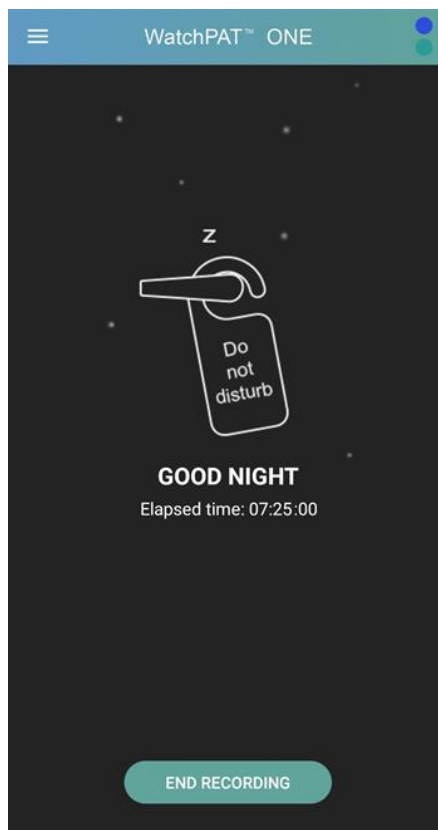 WatchPAT™ ONE
Z
Do
not
disturb
GOOD NIGHT
Elapsed time: 07:25:00
END RECORDING